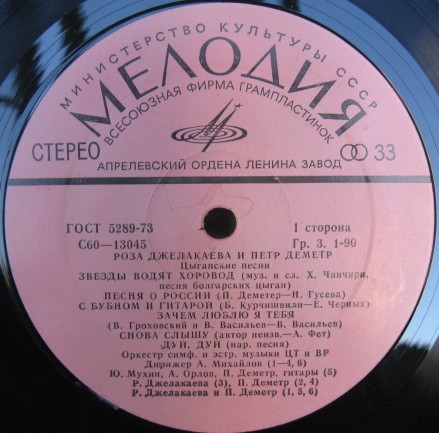 МИНИСТЕРСТВО КУЛЬТУРЫ СССР
МЕЛОДИЯ
ВСЕСОЮЗНАЯ ФИРМА ГРАМПЛАСТИНОК
СТЕРЕО 33
АПРЕЛЕВСКИЙ ОРДЕНА ЛЕНИНА ЗАВОД
ГОСТ 5289-73 1 сторона
С60—13045 Гр. 3. 1-90
РОЗА ДЖЕЛАКАЕВА И ПЕТР ДЕМЕТР
Цыганские песни
ЗВЕЗДЫ ВОДЯТ ХОРОВОД (муз. и сл. Х. Чинчири,
песня болгарских цыган)
ПЕСНЯ О РОССИИ (П. Деметер—Н. Гусева)
С БУБНОМ И ГИТАРОЙ (Б. Курчишвили—Е. Черных)
ЗАЧЕМ ЛЮБЛЮ Я ТЕБЯ
(В. Гроховский и В. Васильев—В. Васильев)
СНОВА СЛЫШУ (автор неизв.—А. Фет)
ДУЙ, ДУЙ (нар. песня)
Оркестр симф. и эстр. музыки ЦТ и ВР
Дирижер А. Михайлов (1—4, 6)
Ю. Мухин, А. Орлов, П. Деметр, гитары (5)
Р. Джелакаева (3), П. Деметр (2,4)
Р. Джелакаева и П. Деметр (1, 5, 6)